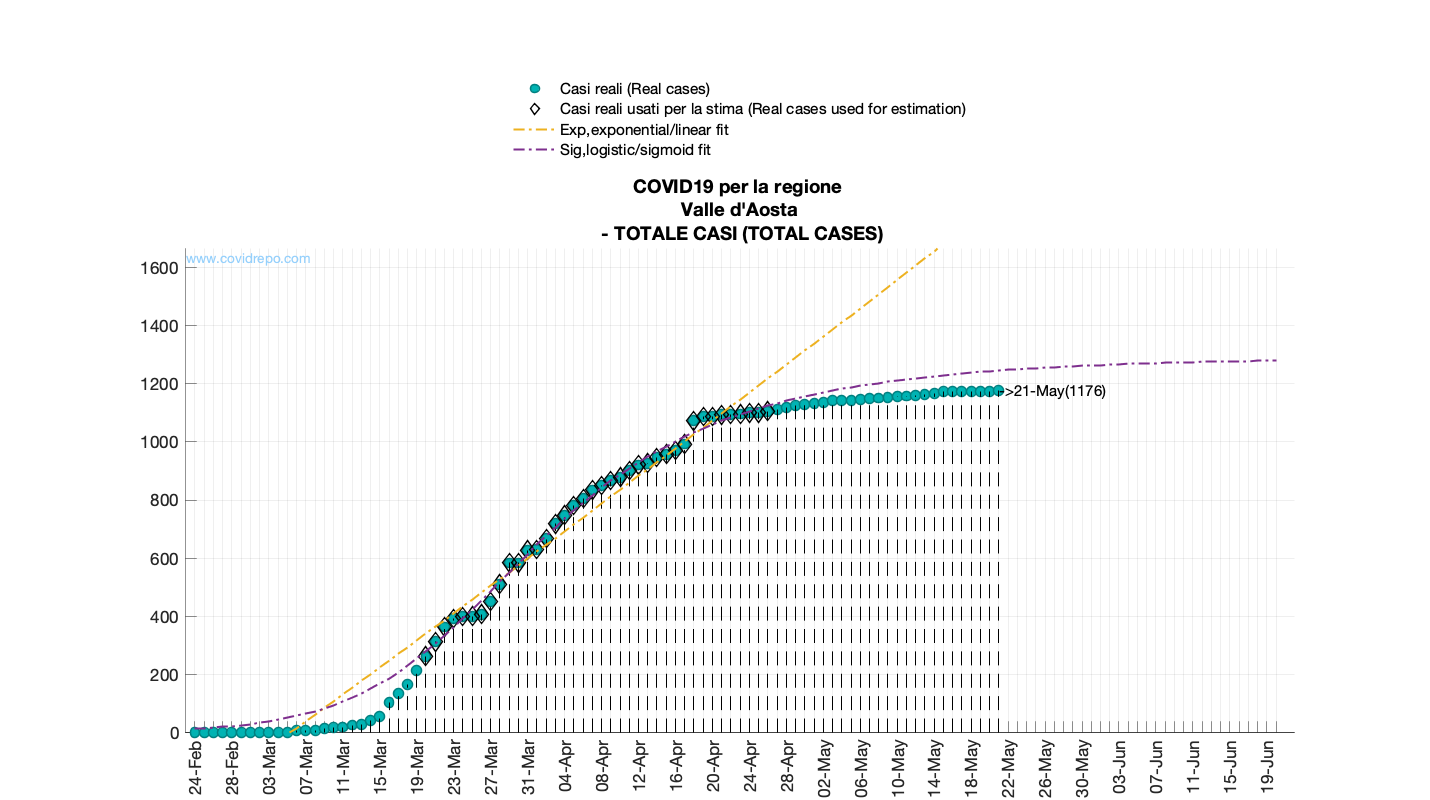 Casi reali (Real cases)
Casi reali usati per la stima (Real cases used for estimation)
Exp,exponential/linear fit
Sig,logistic/sigmoid fit
COVID19 per la regione
Valle d'Aosta
- TOTALE CASI (TOTAL CASES)
www.covidrepo.com
1600
1400
1200
->21-May(1176)
1000
800
600
400
200
0
24-Feb
28-Feb
03-Mar
07-Mar
11-Mar
15-Mar
19-Mar
23-Mar
27-Mar
31-Mar
04-Apr
08-Apr
12-Apr
16-Apr
20-Apr
24-Apr
28-Apr
02-May
06-May
10-May
14-May
18-May
22-May
26-May
30-May
03-Jun
07-Jun
11-Jun
15-Jun
19-Jun